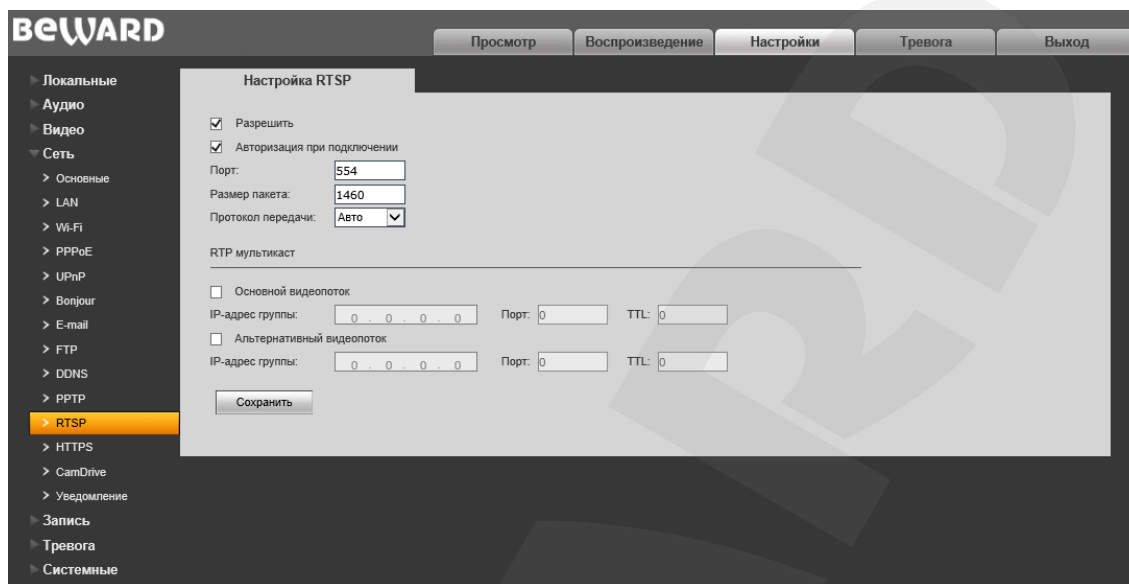 BEWARD
Просмотр Воспроизведение Настройки Тревога Выход
Локальные
Аудио
Видео
Сеть
Основные
LAN
Wi-Fi
PPPoE
UPnP
Bonjour
E-mail
FTP
DDNS
PPTP
RTSP
HTTPS
CamDrive
Уведомление
Запись
Тревога
Системные
Настройка RTSP
Разрешить
Авторизация при подключении
Порт: 554
Размер пакета: 1460
Протокол передачи: Авто
RTP мультикаст
Основной видеопоток
IP-адрес группы: 0 . 0 . 0 . 0 Порт: 0 TTL: 0
Альтернативный видеопоток
IP-адрес группы: 0 . 0 . 0 . 0 Порт: 0 TTL: 0
Сохранить